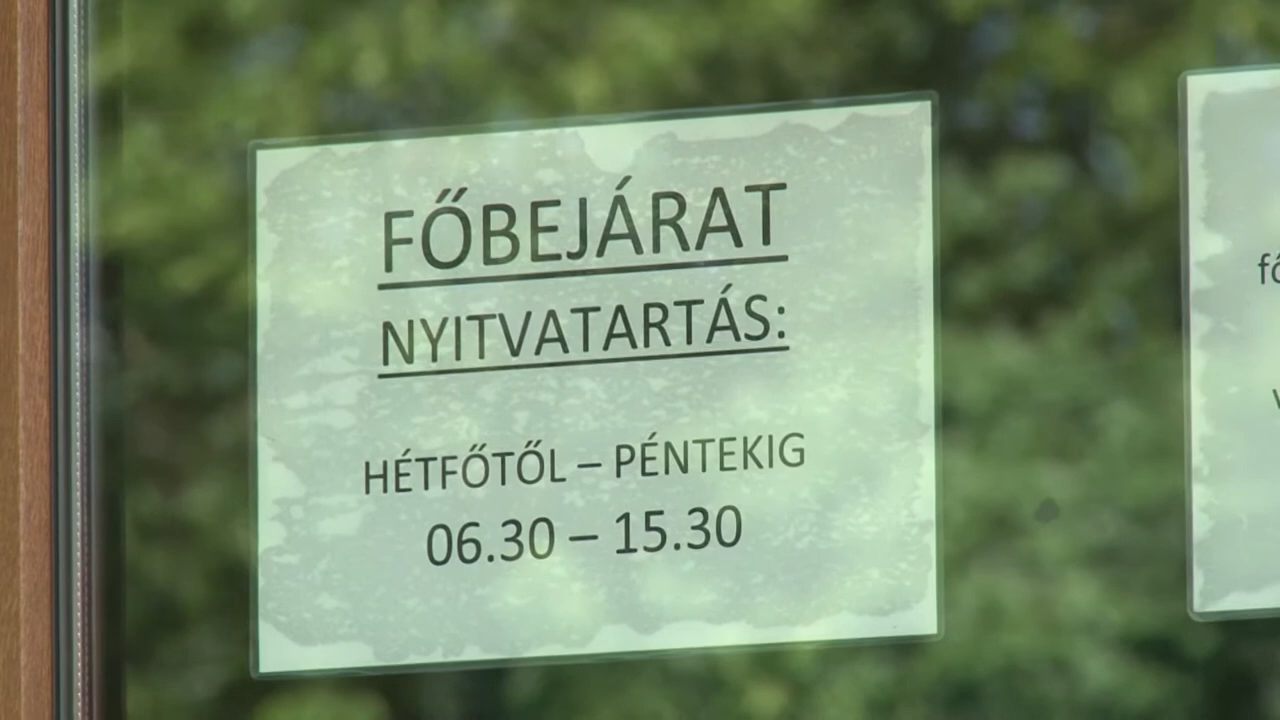 FŐBEJÁRAT
NYITVATARTÁS:
HÉTFŐTŐL – PÉNTEKIG
06.30 – 15.30